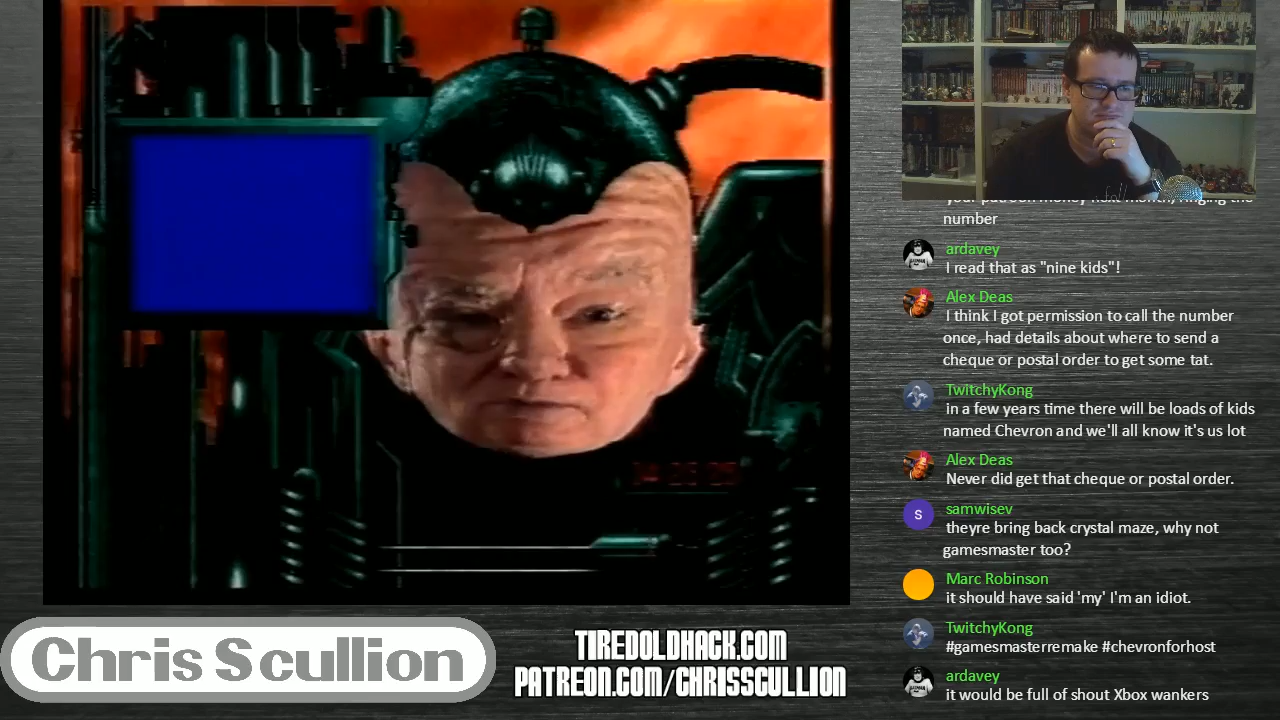 number
ardavey
I read that as "nine kids"!
Alex Deas
I think I got permission to call the number
once, had details about where to send a
cheque or postal order to get some tat.
TwitchyKong
in a few years time there will be loads of kids
named Chevron and we'll all know it's us lot
Alex Deas
Never did get that cheque or postal order.
S
samwisev
theyre bring back crystal maze, why not
gamesmaster too?
Marc Robinson
it should have said 'my' I'm an idiot.
TwitchyKong
#gamesmasterremake #chevronforhost
ardavey
it would be full of shout Xbox wankers
Chris Scullion
TIREDOLDHACK.COM
PATREON.COM/CHRISSCULLION